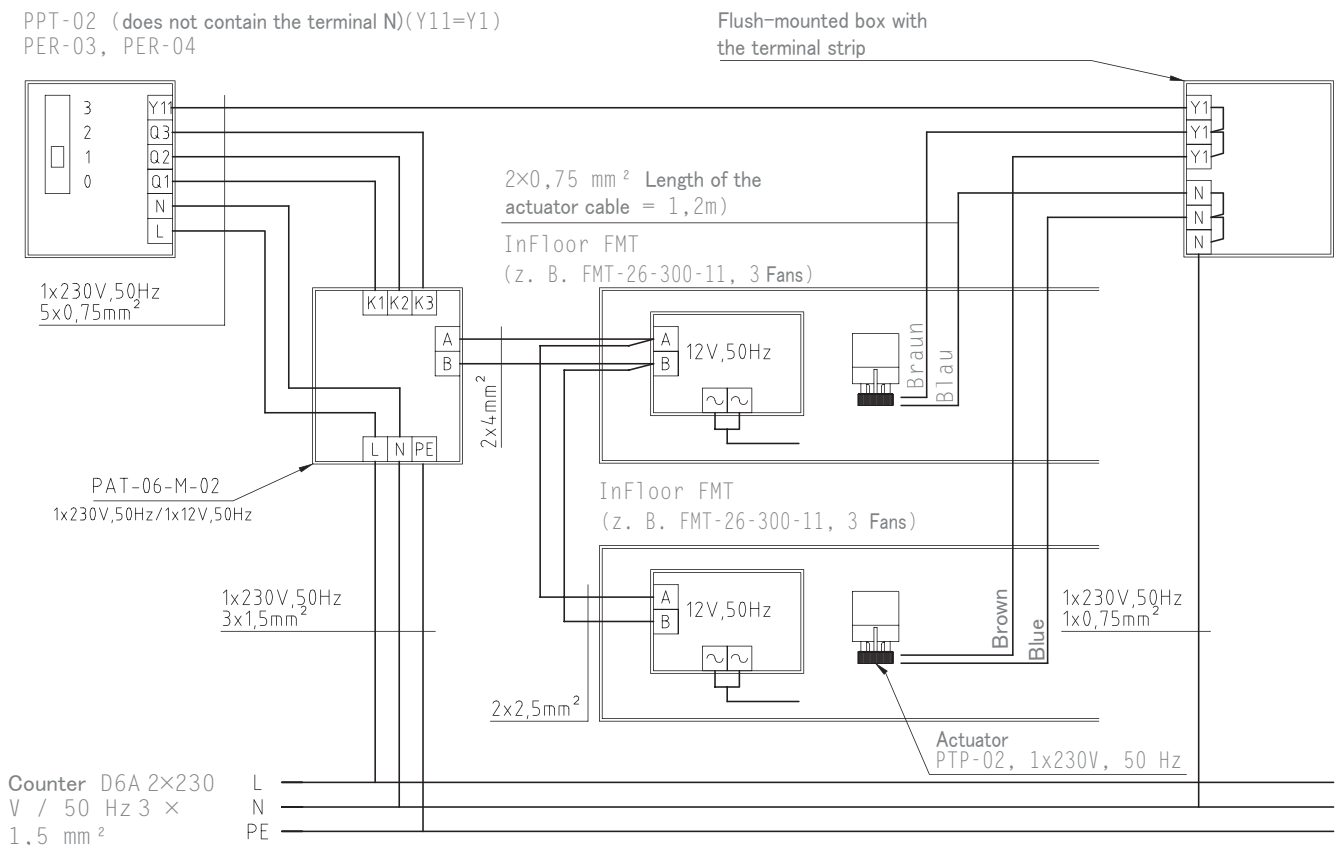 PPT-02 (does not contain the terminal N)(Y11=Y1)
PER-03, PER-04
Flush-mounted box with
the terminal strip
3
2
1
0
Y11
Q3
Q2
Q1
N
L
Y1
Y1
Y1
N
N
N
2×0,75 mm² Length of the
actuator cable = 1,2m)
InFloor FMT
(z. B. FMT-26-300-11, 3 Fans)
1x230V,50Hz
5x0,75mm²
K1 K2 K3
A
B
L N PE
2x4mm²
A
B
12V,50Hz
Braun
Blau
PAT-06-M-02
1x230V,50Hz/1x12V,50Hz
InFloor FMT
(z. B. FMT-26-300-11, 3 Fans)
1x230V,50Hz
3x1,5mm²
A
B
12V,50Hz
Brown
Blue
1x230V,50Hz
1x0,75mm²
2x2,5mm²
Actuator
PTP-02, 1x230V, 50 Hz
Counter D6A 2×230
V / 50 Hz 3 ×
1,5 mm²
L
N
PE